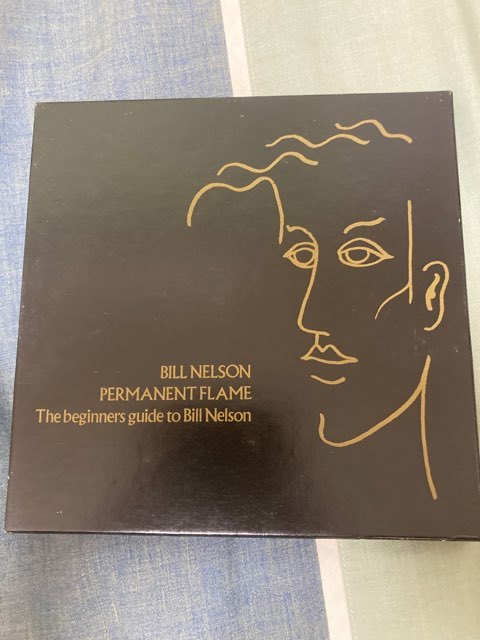 BILL NELSON
PERMANENT FLAME
The beginners guide to Bill Nelson